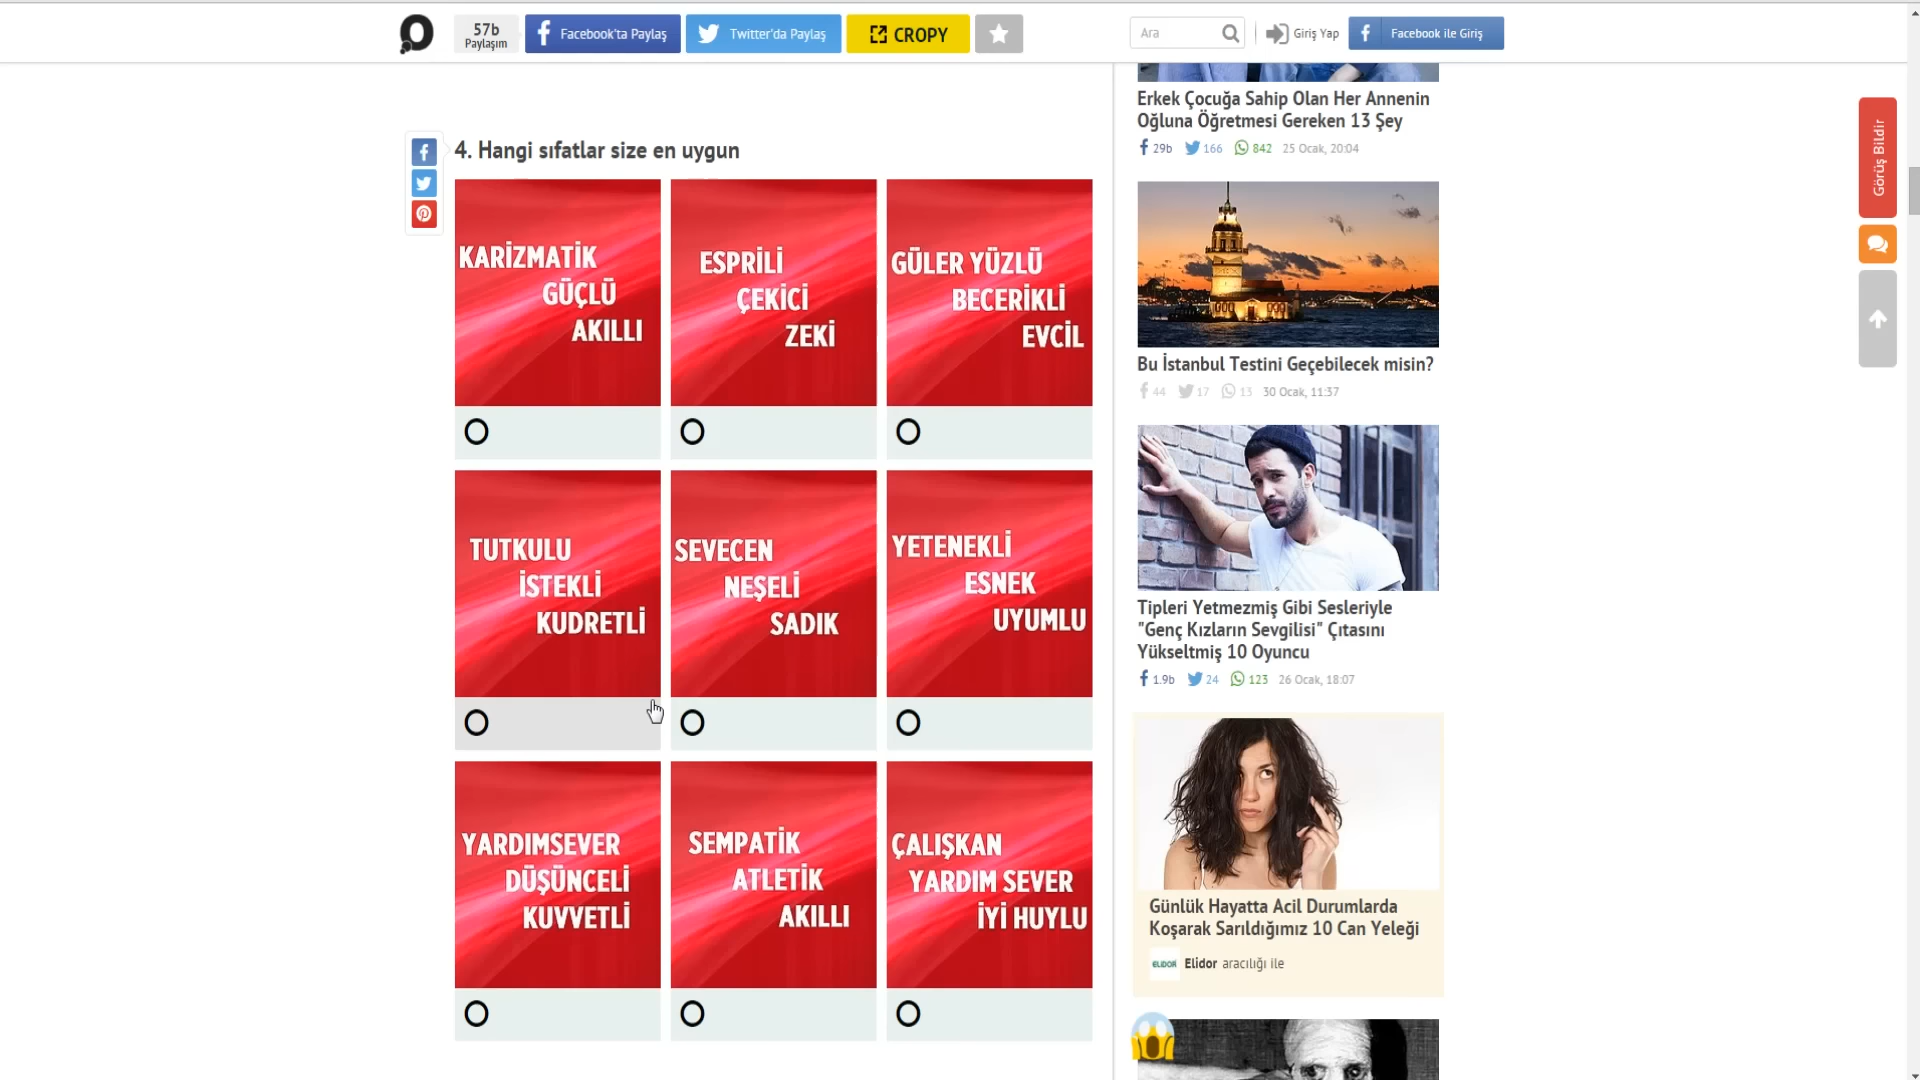 57b
Paylaşım
Facebook'ta Paylaş
Twitter'da Paylaş
CROPY
Ara
Giriş Yap
Facebook ile Giriş
4. Hangi sıfatlar size en uygun
KARİZMATİK
GÜÇLÜ
AKILLI
ESPRİLİ
ÇEKİCİ
ZEKİ
GÜLER YÜZLÜ
BECERİKLİ
EVCİL
TUTKULU
İSTEKLİ
KUDRETLİ
SEVECEN
NEŞELİ
SADIK
YETENEKLİ
ESNEK
UYUMLU
YARDIMSEVER
DÜŞÜNCELİ
KUVVETLİ
SEMPATİK
ATLETİK
AKILLI
ÇALIŞKAN
YARDIM SEVER
İYİ HUYLU
Erkek Çocuğa Sahip Olan Her Annenin
Oğluna Öğretmesi Gereken 13 Şey
29b 166 842 25 Ocak, 20:04
Bu İstanbul Testini Geçebilecek misin?
44 17 13 30 Ocak, 11:37
Tipleri Yetmezmiş Gibi Sesleriyle
"Genç Kızların Sevgilisi" Çıtasını
Yükseltmiş 10 Oyuncu
1.9b 24 123 26 Ocak, 18:07
Günlük Hayatta Acil Durumlarda
Koşarak Sarıldığımız 10 Can Yeleği
ELIDOR Elidor aracılığı ile
Görüş Bildir